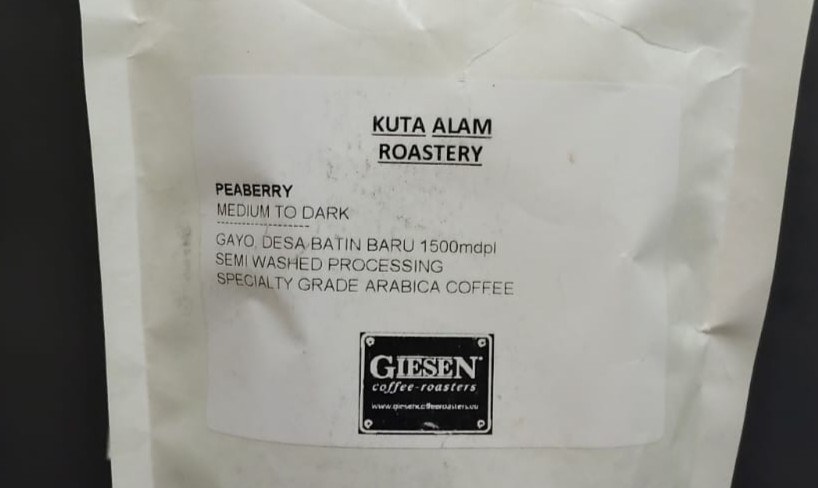 KUTA ALAM
ROASTERY
PEABERRY
MEDIUM TO DARK
GAYO, DESA BATIN BARU 1500mdpl
SEMI WASHED PROCESSING
SPECIALTY GRADE ARABICA COFFEE
GIESEN
coffee-roasters